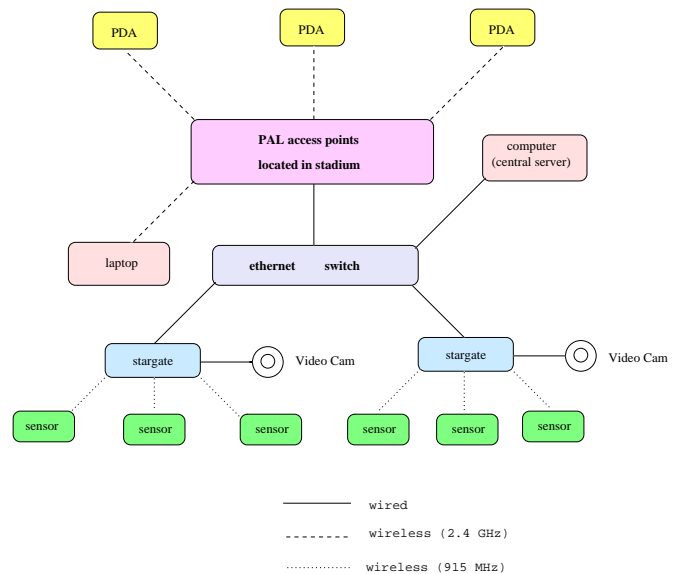 PDA
PDA
PDA
PAL access points
located in stadium
computer
(central server)
laptop
ethernet switch
stargate
Video Cam
stargate
Video Cam
sensor
sensor
sensor
sensor
sensor
sensor
wired
wireless (2.4 GHz)
wireless (915 MHz)